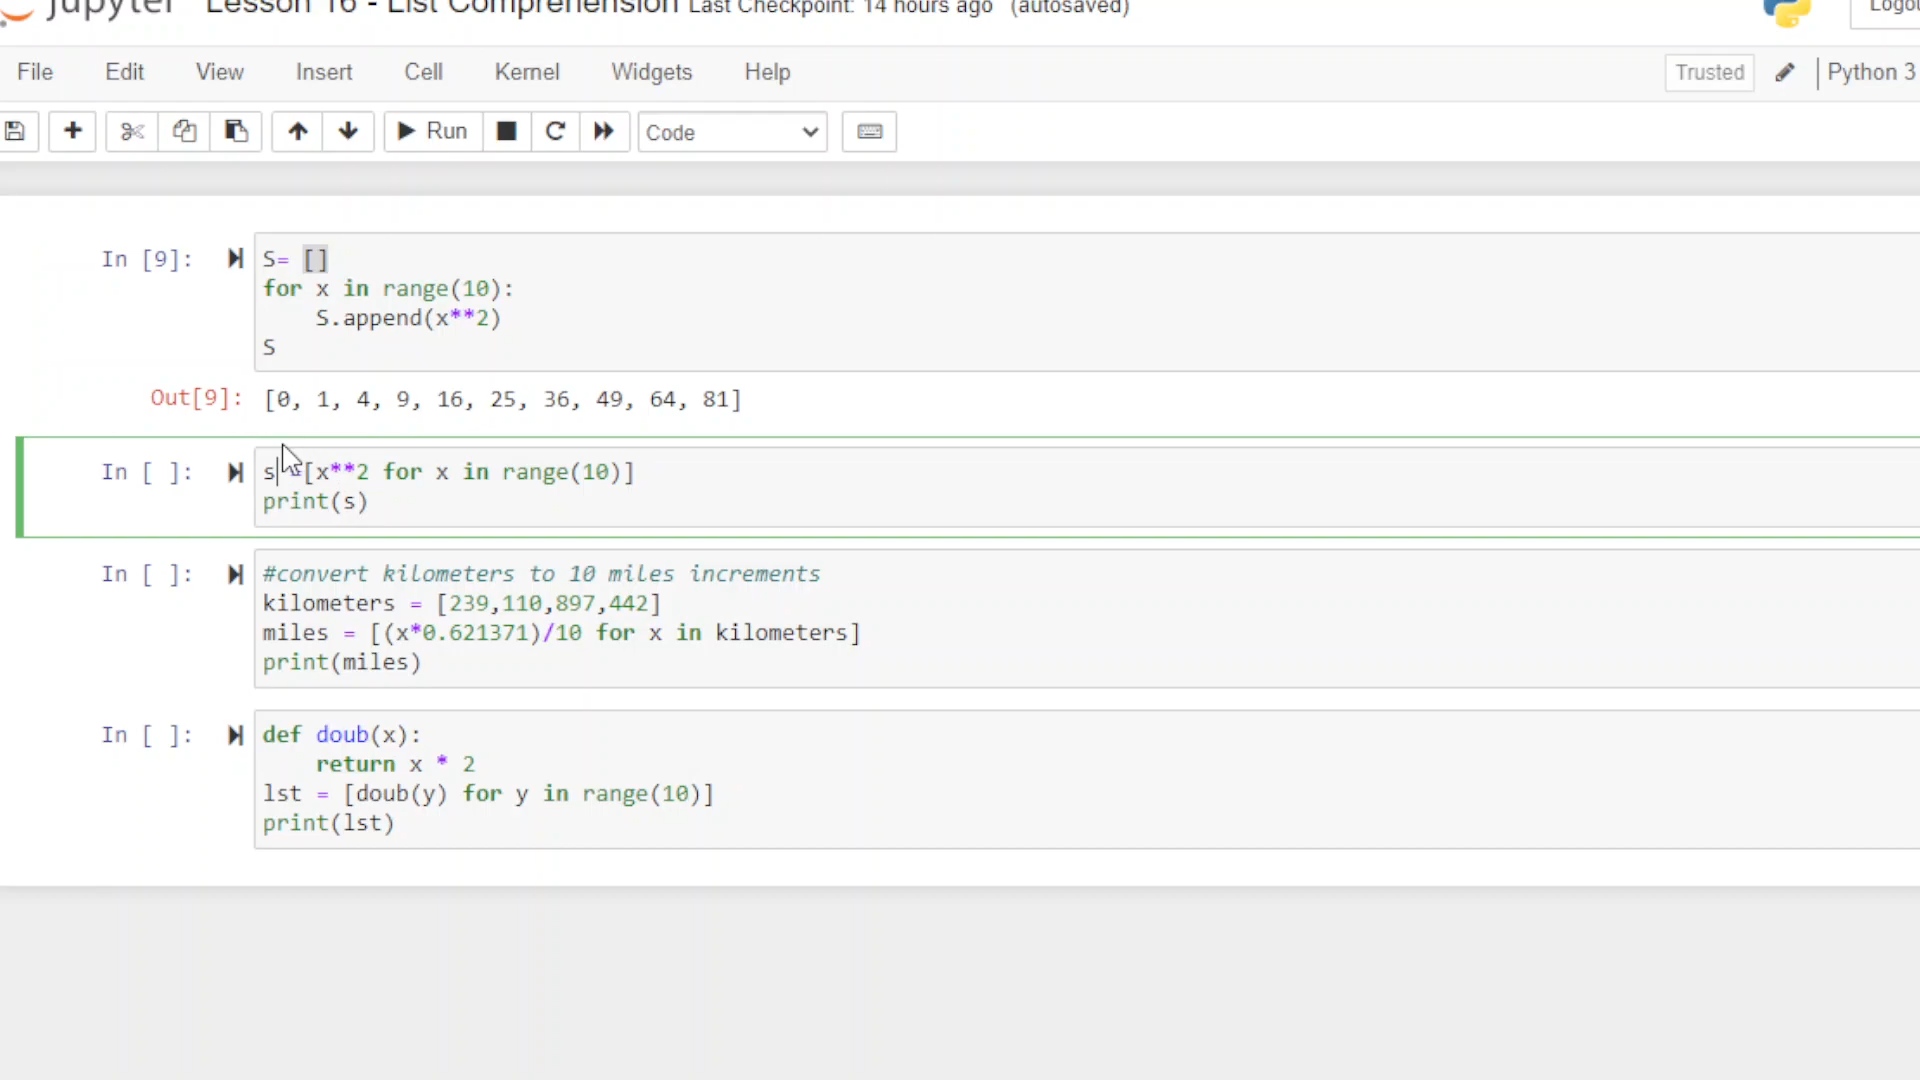 jupyter Lesson 16 - List Comprehension Last Checkpoint: 14 hours ago (autosaved)
File Edit View Insert Cell Kernel Widgets Help Trusted Python 3
Run Code
In [9]: S= []
for x in range(10):
    S.append(x**2)
S
Out[9]: [0, 1, 4, 9, 16, 25, 36, 49, 64, 81]
In [ ]: s =[x**2 for x in range(10)]
print(s)
In [ ]: #convert kilometers to 10 miles increments
kilometers = [239,110,897,442]
miles = [(x*0.621371)/10 for x in kilometers]
print(miles)
In [ ]: def doub(x):
    return x * 2
lst = [doub(y) for y in range(10)]
print(lst)